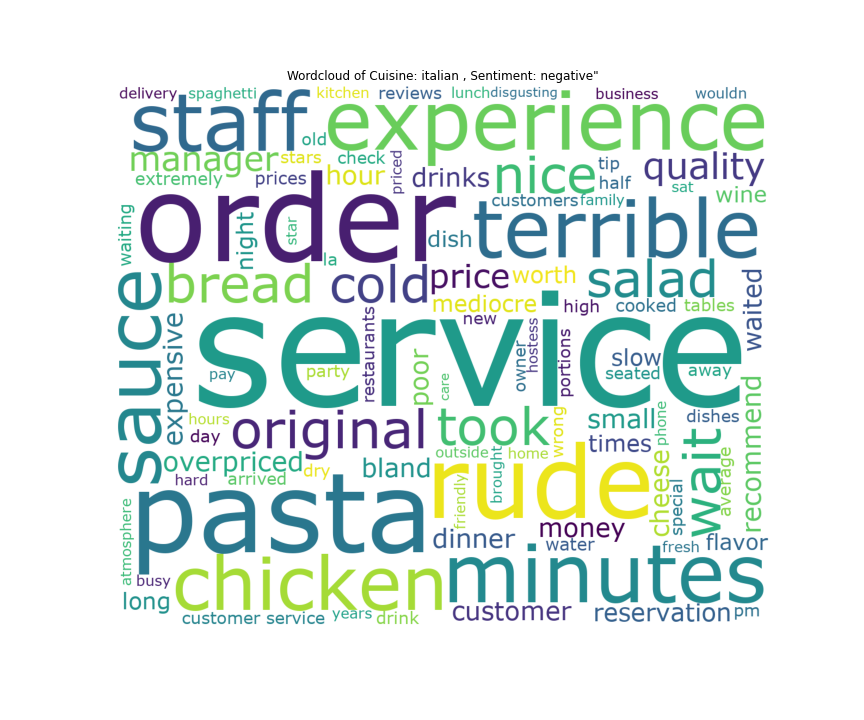 Wordcloud of Cuisine: italian , Sentiment: negative"
delivery spaghetti kitchen reviews lunch disgusting business wouldn
staff experience
old
manager stars check hour priced drinks nice tip quality
extremely prices half sat wine
customers family
waiting order night star la dish terrible
bread cold price worth salad waited
mediocre high cooked tables
sauce expensive service new
restaurants hostess owner portions slow
pay party poor care seated away
hours original took wrong small phone dishes recommend
day times
overpriced dry bland outside home cheese wait average
hard arrived brought
pasta friendly rude special
money
atmosphere dinner water fresh flavor
busy chicken minutes
long
customer service years drink customer reservation pm